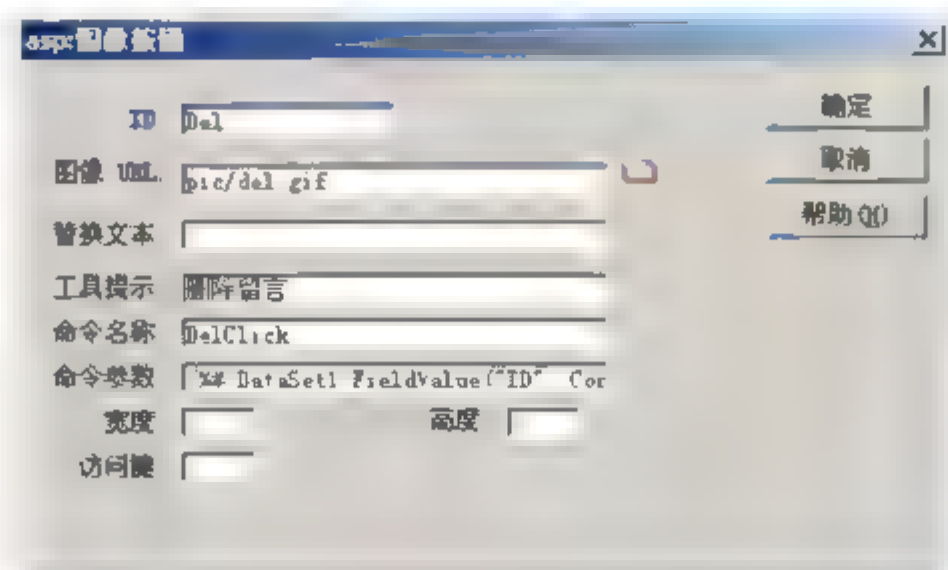 asp:图像按钮
确定
ID Del
图像 URL: pic/del.gif
取消
替换文本
帮助(H)
工具提示 删除留言
命令名称 DelClick
命令参数 <%# DataSet1.FieldValue("ID", Cor
宽度 高度
访问键